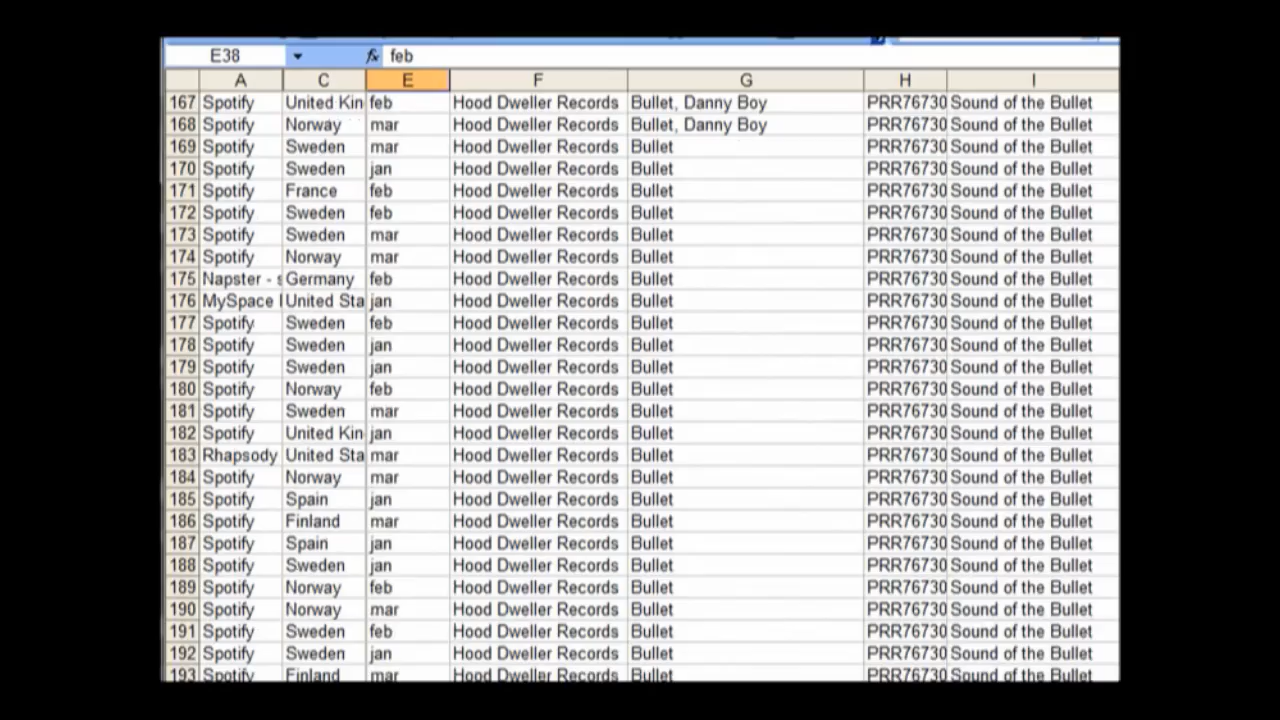 E38 fx feb
A C E F G H I
167 Spotify United Kin feb Hood Dweller Records Bullet, Danny Boy PRR76730 Sound of the Bullet
168 Spotify Norway mar Hood Dweller Records Bullet, Danny Boy PRR76730 Sound of the Bullet
169 Spotify Sweden mar Hood Dweller Records Bullet PRR76730 Sound of the Bullet
170 Spotify Sweden jan Hood Dweller Records Bullet PRR76730 Sound of the Bullet
171 Spotify France feb Hood Dweller Records Bullet PRR76730 Sound of the Bullet
172 Spotify Sweden feb Hood Dweller Records Bullet PRR76730 Sound of the Bullet
173 Spotify Sweden mar Hood Dweller Records Bullet PRR76730 Sound of the Bullet
174 Spotify Norway mar Hood Dweller Records Bullet PRR76730 Sound of the Bullet
175 Napster - s Germany feb Hood Dweller Records Bullet PRR76730 Sound of the Bullet
176 MySpace United Sta jan Hood Dweller Records Bullet PRR76730 Sound of the Bullet
177 Spotify Sweden feb Hood Dweller Records Bullet PRR76730 Sound of the Bullet
178 Spotify Sweden jan Hood Dweller Records Bullet PRR76730 Sound of the Bullet
179 Spotify Sweden jan Hood Dweller Records Bullet PRR76730 Sound of the Bullet
180 Spotify Norway feb Hood Dweller Records Bullet PRR76730 Sound of the Bullet
181 Spotify Sweden mar Hood Dweller Records Bullet PRR76730 Sound of the Bullet
182 Spotify United Kin jan Hood Dweller Records Bullet PRR76730 Sound of the Bullet
183 Rhapsody United Sta mar Hood Dweller Records Bullet PRR76730 Sound of the Bullet
184 Spotify Norway mar Hood Dweller Records Bullet PRR76730 Sound of the Bullet
185 Spotify Spain jan Hood Dweller Records Bullet PRR76730 Sound of the Bullet
186 Spotify Finland mar Hood Dweller Records Bullet PRR76730 Sound of the Bullet
187 Spotify Spain jan Hood Dweller Records Bullet PRR76730 Sound of the Bullet
188 Spotify Sweden jan Hood Dweller Records Bullet PRR76730 Sound of the Bullet
189 Spotify Norway feb Hood Dweller Records Bullet PRR76730 Sound of the Bullet
190 Spotify Norway mar Hood Dweller Records Bullet PRR76730 Sound of the Bullet
191 Spotify Sweden feb Hood Dweller Records Bullet PRR76730 Sound of the Bullet
192 Spotify Sweden jan Hood Dweller Records Bullet PRR76730 Sound of the Bullet
193 Spotify Finland mar Hood Dweller Records Bullet PRR76730 Sound of the Bullet